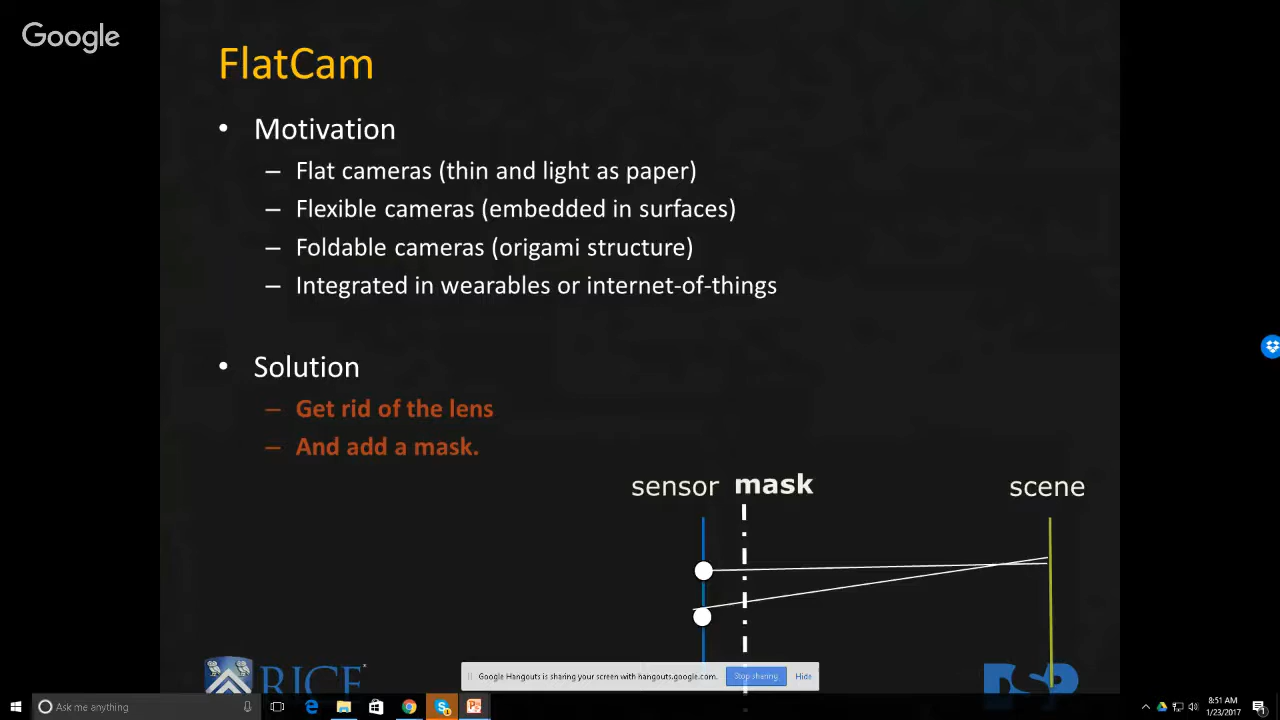 Google
FlatCam
• Motivation
– Flat cameras (thin and light as paper)
– Flexible cameras (embedded in surfaces)
– Foldable cameras (origami structure)
– Integrated in wearables or internet-of-things
• Solution
– Get rid of the lens
– And add a mask.
sensor mask scene
RICE
DSP
Google Hangouts is sharing your screen with hangouts.google.com. Stop sharing Hide
Ask me anything
8:51 AM
1/23/2017